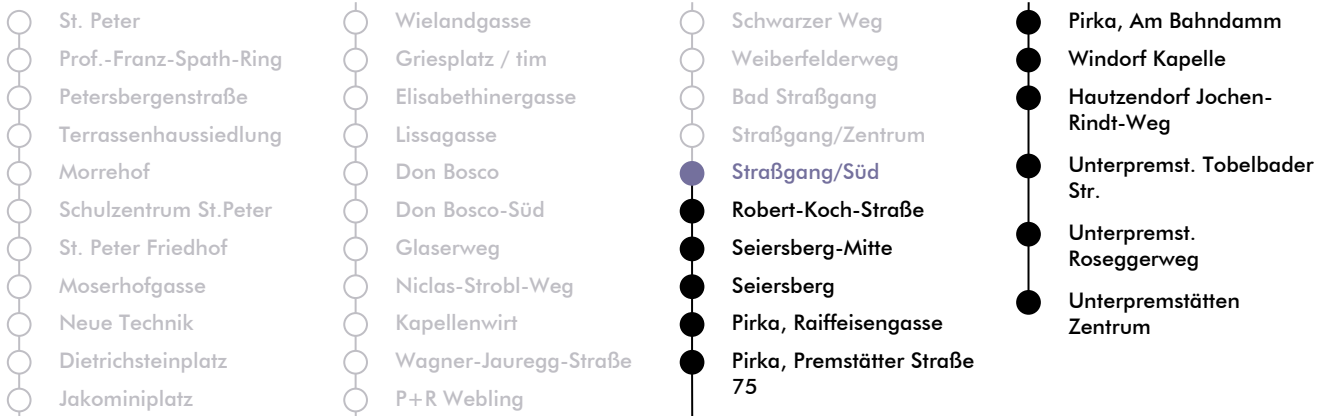 St. Peter
Prof.-Franz-Spath-Ring
Petersbergenstraße
Terrassenhaussiedlung
Morrehof
Schulzentrum St.Peter
St. Peter Friedhof
Moserhofgasse
Neue Technik
Dietrichsteinplatz
Jakominiplatz
Wielandgasse
Griesplatz / tim
Elisabethinergasse
Lissagasse
Don Bosco
Don Bosco-Süd
Glaserweg
Niclas-Strobl-Weg
Kapellenwirt
Wagner-Jauregg-Straße
P+R Webling
Schwarzer Weg
Weiberfelderweg
Bad Straßgang
Straßgang/Zentrum
Straßgang/Süd
Robert-Koch-Straße
Seiersberg-Mitte
Seiersberg
Pirka, Raiffeisengasse
Pirka, Premstätter Straße
75
Pirka, Am Bahndamm
Windorf Kapelle
Hautzendorf Jochen-
Rindt-Weg
Unterpremst. Tobelbader
Str.
Unterpremst.
Roseggerweg
Unterpremstätten
Zentrum